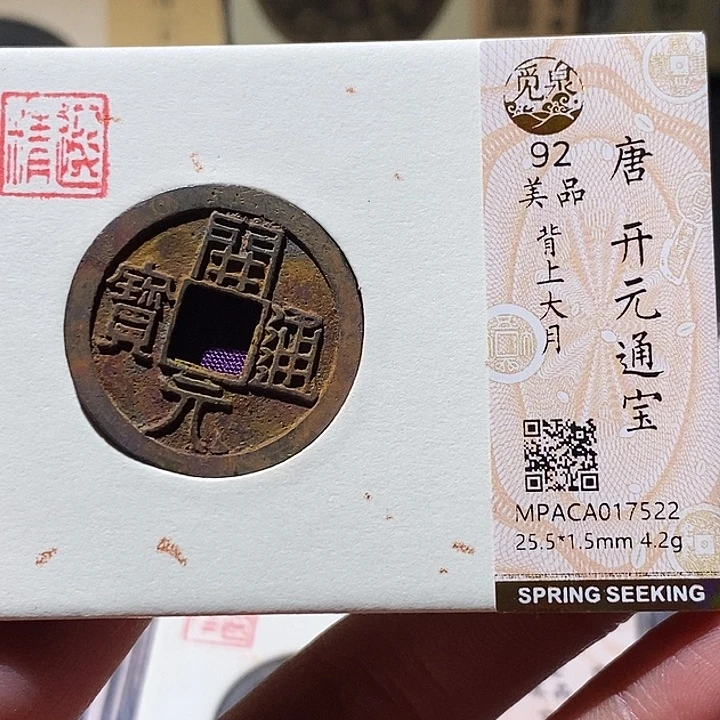 開
通
元
寶
觅泉
92
美品
背上大月
唐 开元通宝
MPACA017522
25.5*1.5mm 4.2g
SPRING SEEKING